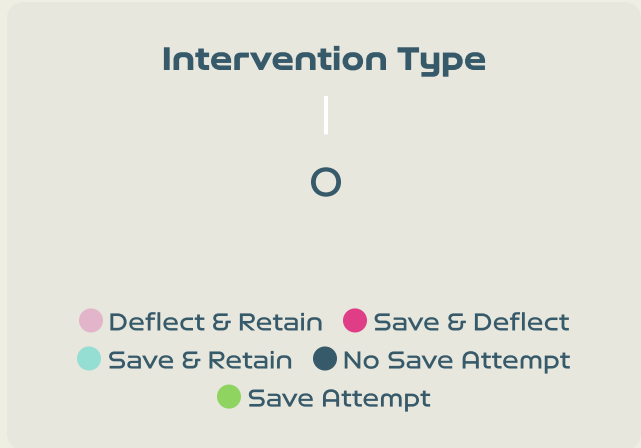 Intervention Type
0
Deflect & Retain Save & Deflect
Save & Retain No Save Attempt
Save Attempt